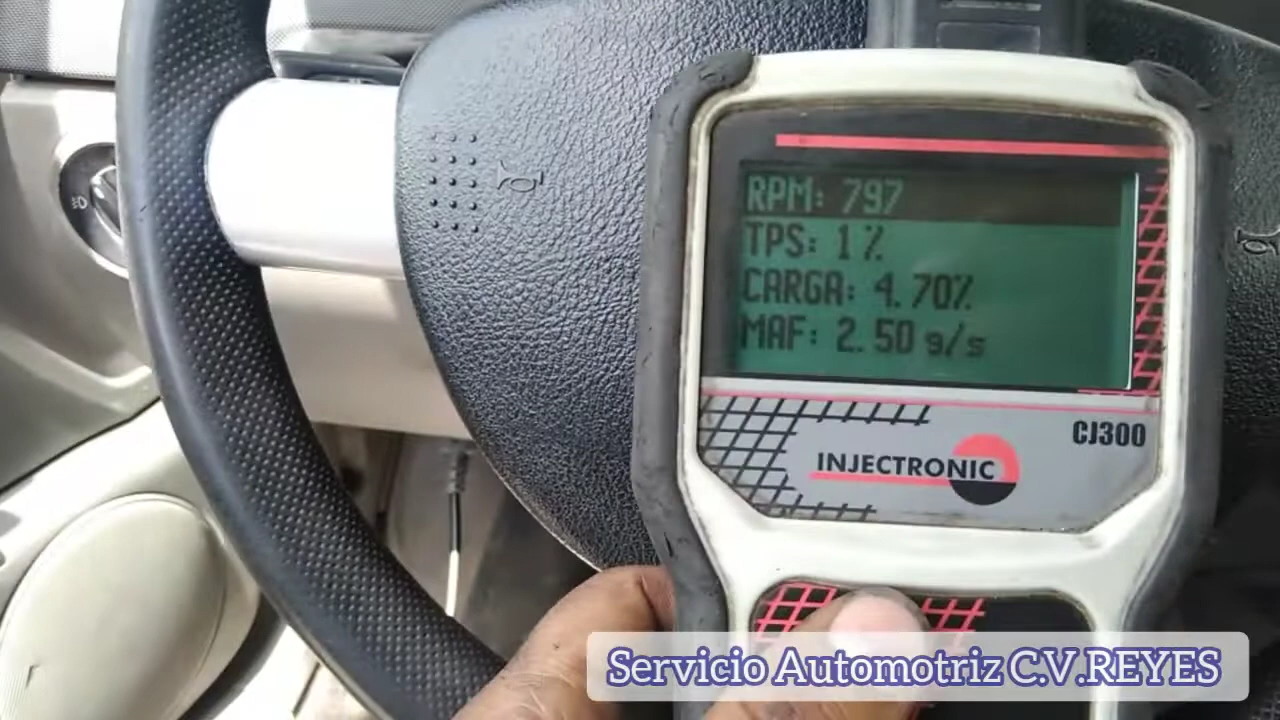 RPM: 797
TPS: 1%
CARGA: 4.70%
MAF: 2.50 g/s
CJ300
INJECTRONIC
Servicio Automotriz C.V.REYES